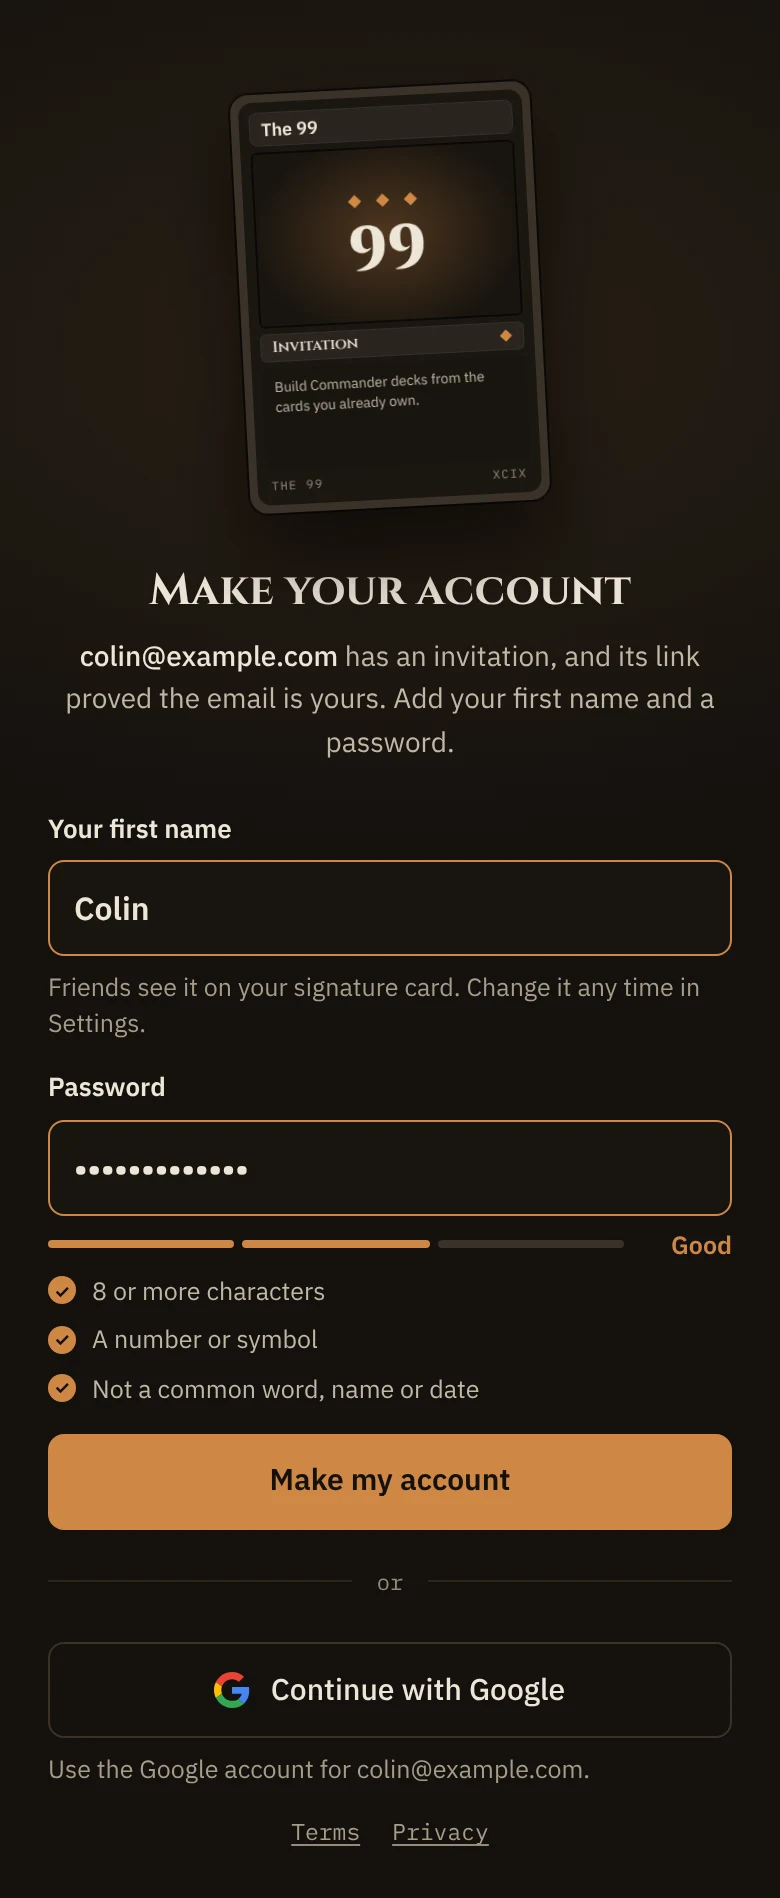 The 99
99
Invitation
Build Commander decks from the
cards you already own.
THE 99
XCIX
Make your account
colin@example.com has an invitation, and its link
proved the email is yours. Add your first name and a
password.
Your first name
Colin
Friends see it on your signature card. Change it any time in
Settings.
Password
•••••••••••••
Good
8 or more characters
A number or symbol
Not a common word, name or date
Make my account
or
Continue with Google
Use the Google account for colin@example.com.
Terms Privacy